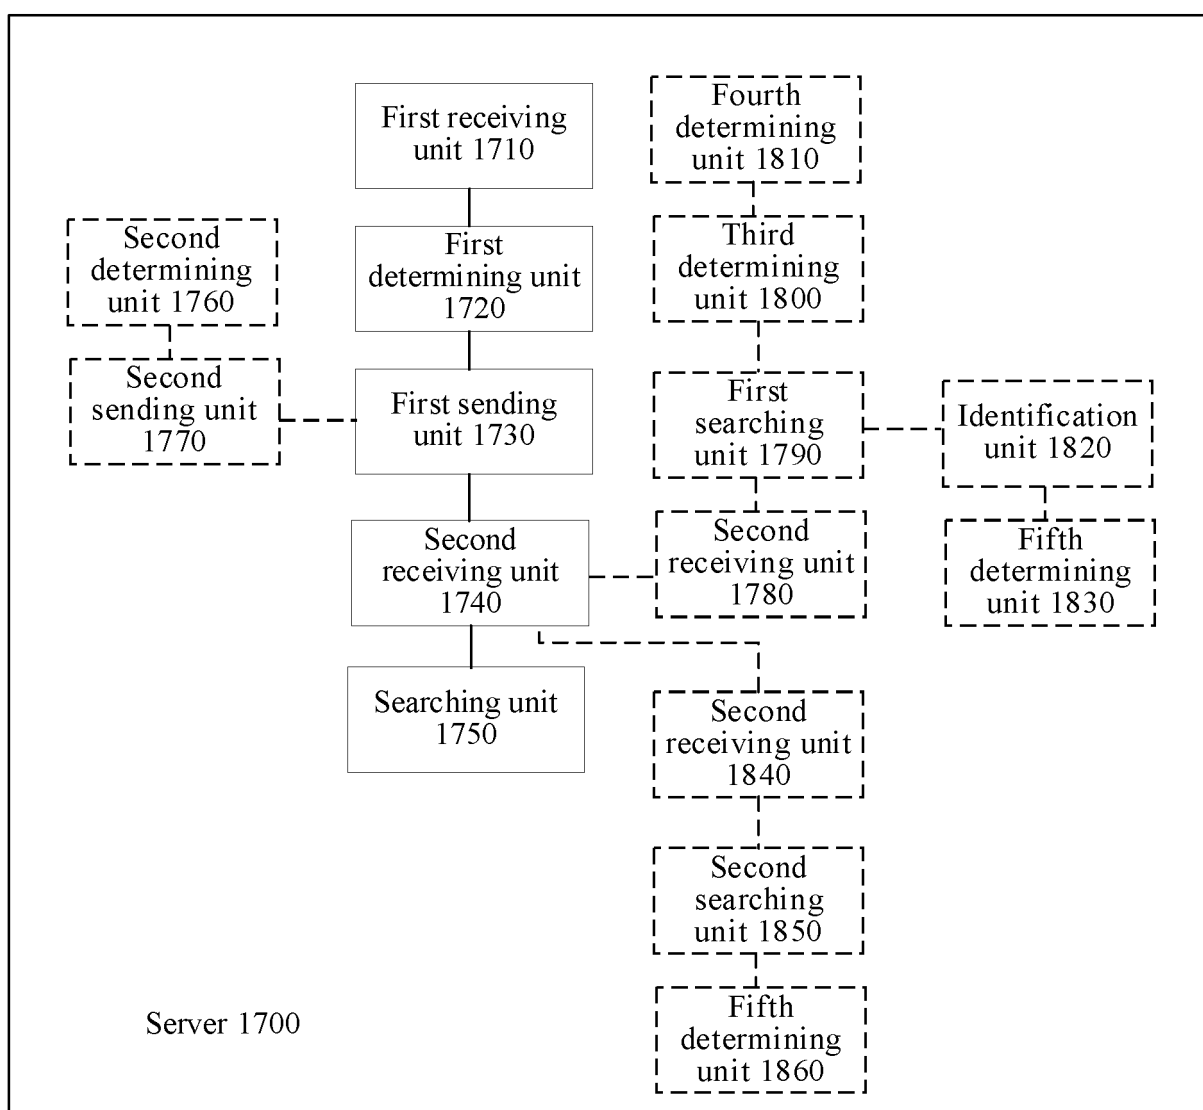 First receiving
unit 1710
Fourth
determining
unit 1810
Second
determining
unit 1760
First
determining unit
1720
Third
determining
unit 1800
Second
sending unit
1770
First sending
unit 1730
First
searching
unit 1790
Identification
unit 1820
Second
receiving unit
1740
Second
receiving unit
1780
Fifth
determining
unit 1830
Searching unit
1750
Second
receiving unit
1840
Second
searching
unit 1850
Fifth
determining
unit 1860
Server 1700